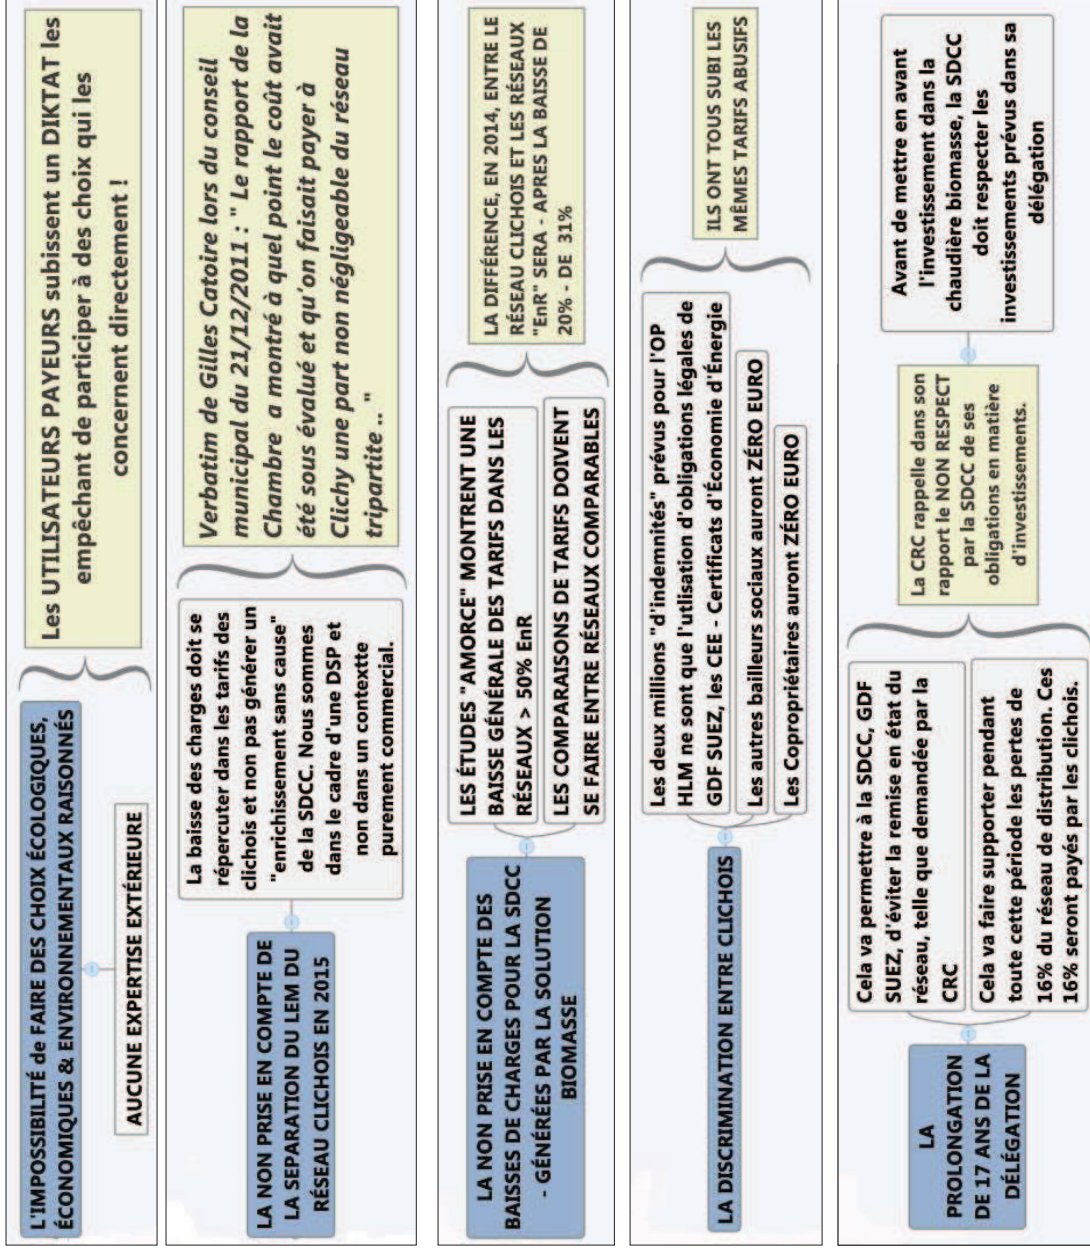 L'IMPOSSIBILITÉ de FAIRE DES CHOIX ÉCOLOGIQUES,
ÉCONOMIQUES & ENVIRONNEMENTAUX RAISONNÉS
AUCUNE EXPERTISE EXTÉRIEURE
Les UTILISATEURS PAYEURS subissent un DIKTAT les
empêchant de participer à des choix qui les
concernent directement !
LA NON PRISE EN COMPTE DE
LA SEPARATION DU LEM DU
RÉSEAU CLICHOIS EN 2015
La baisse des charges doit se
répercuter dans les tarifs des
clichois et non pas générer un
"enrichissement sans cause"
de la SDCC. Nous sommes
dans le cadre d'une DSP et
non dans un contextte
purement commercial.
Verbatim de Gilles Catoire lors du conseil
municipal du 21/12/2011 : " Le rapport de la
Chambre a montré à quel point le coût avait
été sous évalué et qu'on faisait payer à
Clichy une part non négligeable du réseau
tripartite .. "
LA NON PRISE EN COMPTE DES
BAISSES DE CHARGES POUR LA SDCC
- GÉNÉRÉES PAR LA SOLUTION
BIOMASSE
LES ÉTUDES "AMORCE" MONTRENT UNE
BAISSE GÉNÉRALE DES TARIFS DANS LES
RÉSEAUX > 50% EnR
LES COMPARAISONS DE TARIFS DOIVENT
SE FAIRE ENTRE RÉSEAUX COMPARABLES
LA DIFFÉRENCE, EN 2014, ENTRE LE
RÉSEAU CLICHOIS ET LES RÉSEAUX
"EnR" SERA - APRES LA BAISSE DE
20% - DE 31%
LA DISCRIMINATION ENTRE CLICHOIS
Les deux millions "d'indemnités" prévus pour l'OP
HLM ne sont que l'utilisation d'obligations légales de
GDF SUEZ, les CEE - Certificats d'Économie d'Énergie
Les autres bailleurs sociaux auront ZÉRO EURO
Les Copropriétaires auront ZÉRO EURO
ILS ONT TOUS SUBI LES
MÊMES TARIFS ABUSIFS
LA
PROLONGATION
DE 17 ANS DE LA
DÉLÉGATION
Cela va permettre à la SDCC, GDF
SUEZ, d'éviter la remise en état du
réseau, telle que demandée par la
CRC
Cela va faire supporter pendant
toute cette période les pertes de
16% du réseau de distribution. Ces
16% seront payés par les clichois.
La CRC rappelle dans son
rapport le NON RESPECT
par la SDCC de ses
obligations en matière
d'investissements.
Avant de mettre en avant
l'investissement dans la
chaudière biomasse, la SDCC
doit respecter les
investissements prévus dans sa
délégation